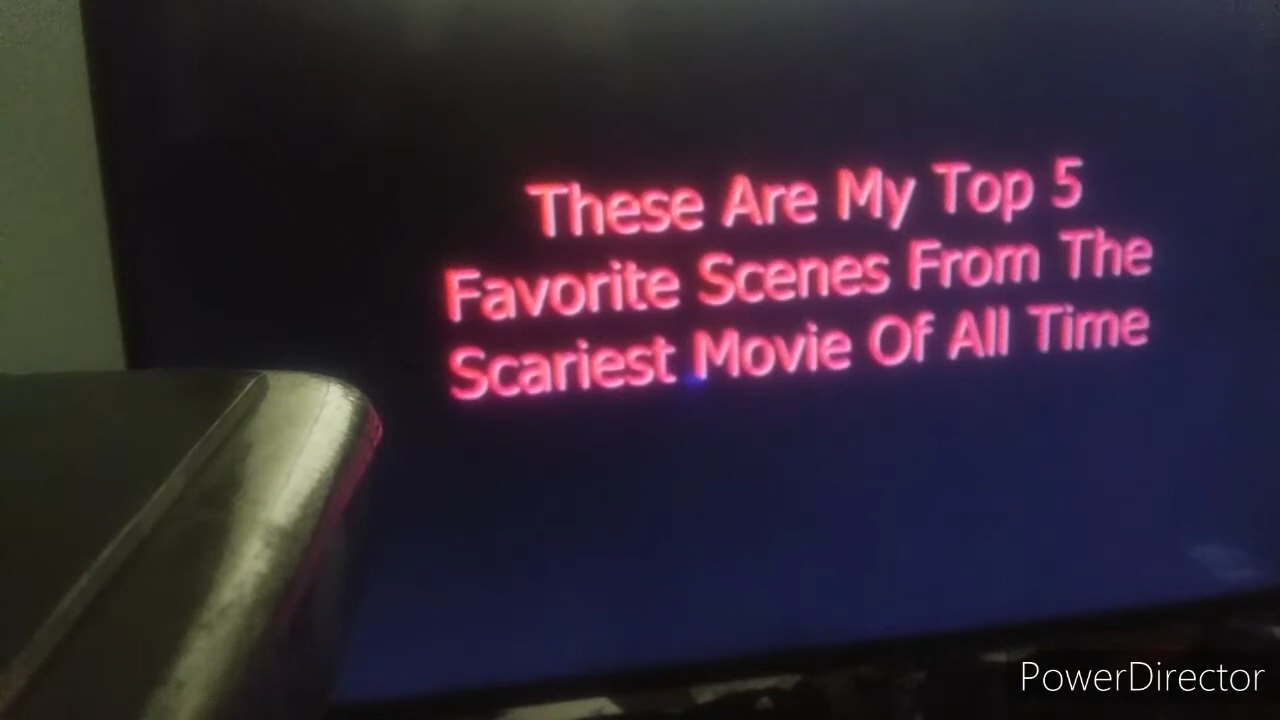 These Are My Top 5
Favorite Scenes From The
Scariest Movie Of All Time
PowerDirector